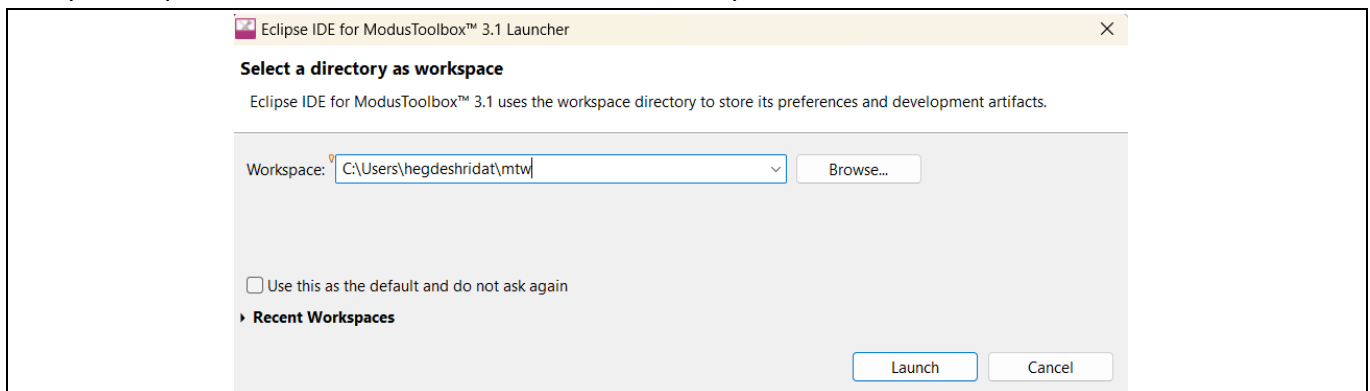 Eclipse IDE for ModusToolbox™ 3.1 Launcher
Select a directory as workspace
Eclipse IDE for ModusToolbox™ 3.1 uses the workspace directory to store its preferences and development artifacts.
Workspace: C:\Users\hegdeshridat\mtw Browse...
Use this as the default and do not ask again
Recent Workspaces
Launch Cancel